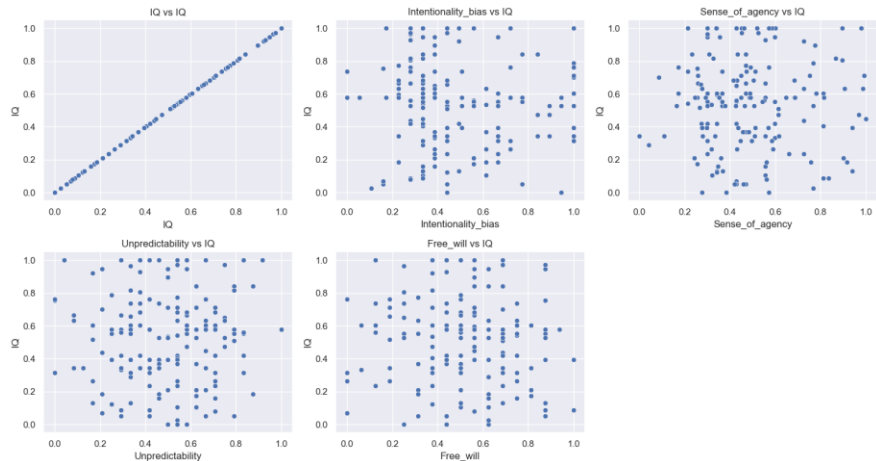 IQ vs IQ
IQ
1.0
0.8
0.6
0.4
0.2
0.0
0.0 0.2 0.4 0.6 0.8 1.0
IQ
Intentionality_bias vs IQ
IQ
1.0
0.8
0.6
0.4
0.2
0.0
0.0 0.2 0.4 0.6 0.8 1.0
Intentionality_bias
Sense_of_agency vs IQ
IQ
1.0
0.8
0.6
0.4
0.2
0.0
0.0 0.2 0.4 0.6 0.8 1.0
Sense_of_agency
Unpredictability vs IQ
IQ
1.0
0.8
0.6
0.4
0.2
0.0
0.0 0.2 0.4 0.6 0.8 1.0
Unpredictability
Free_will vs IQ
IQ
1.0
0.8
0.6
0.4
0.2
0.0
0.0 0.2 0.4 0.6 0.8 1.0
Free_will